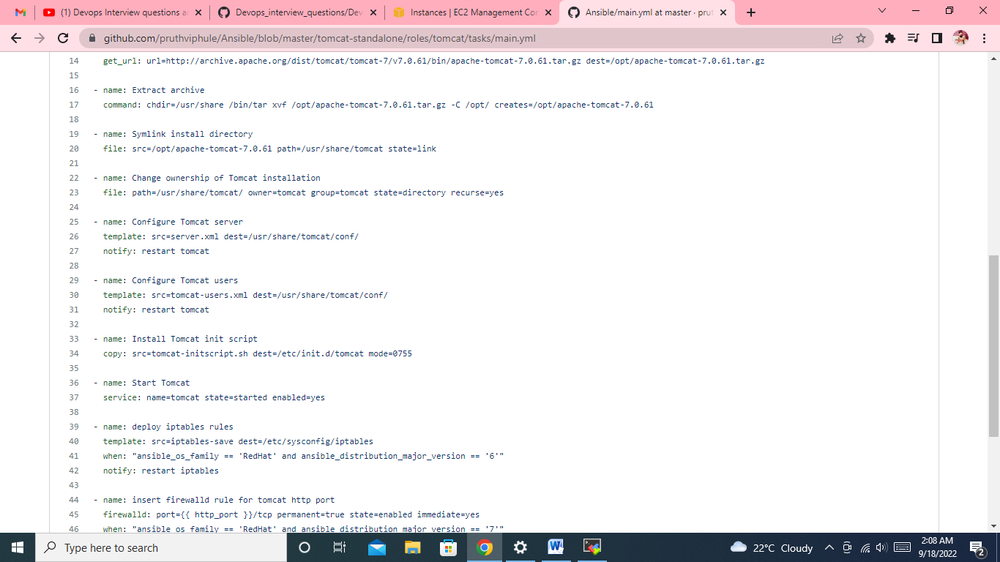 (1) Devops Interview questions a
Devops_interview_questions/Dev
Instances | EC2 Management Cor
Ansible/main.yml at master · prut
github.com/pruthviphule/Ansible/blob/master/tomcat-standalone/roles/tomcat/tasks/main.yml
14 get_url: url=http://archive.apache.org/dist/tomcat/tomcat-7/v7.0.61/bin/apache-tomcat-7.0.61.tar.gz dest=/opt/apache-tomcat-7.0.61.tar.gz
15
16 - name: Extract archive
17 command: chdir=/usr/share /bin/tar xvf /opt/apache-tomcat-7.0.61.tar.gz -C /opt/ creates=/opt/apache-tomcat-7.0.61
18
19 - name: Symlink install directory
20 file: src=/opt/apache-tomcat-7.0.61 path=/usr/share/tomcat state=link
21
22 - name: Change ownership of Tomcat installation
23 file: path=/usr/share/tomcat/ owner=tomcat group=tomcat state=directory recurse=yes
24
25 - name: Configure Tomcat server
26 template: src=server.xml dest=/usr/share/tomcat/conf/
27 notify: restart tomcat
28
29 - name: Configure Tomcat users
30 template: src=tomcat-users.xml dest=/usr/share/tomcat/conf/
31 notify: restart tomcat
32
33 - name: Install Tomcat init script
34 copy: src=tomcat-initscript.sh dest=/etc/init.d/tomcat mode=0755
35
36 - name: Start Tomcat
37 service: name=tomcat state=started enabled=yes
38
39 - name: deploy iptables rules
40 template: src=iptables-save dest=/etc/sysconfig/iptables
41 when: "ansible_os_family == 'RedHat' and ansible_distribution_major_version == '6'"
42 notify: restart iptables
43
44 - name: insert firewalld rule for tomcat http port
45 firewalld: port={{ http_port }}/tcp permanent=true state=enabled immediate=yes
46 when: "ansible_os_family == 'RedHat' and ansible_distribution_major_version == '7'"
Type here to search
22°C Cloudy
2:08 AM
9/18/2022
2